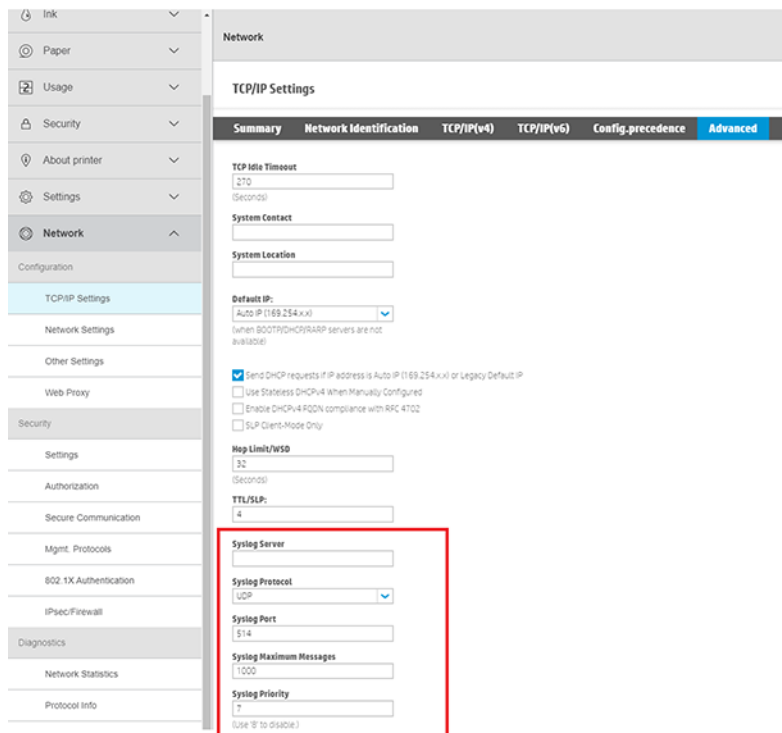 Ink
Paper
Usage
Security
About printer
Settings
Network
Configuration
TCP/IP Settings
Network Settings
Other Settings
Web Proxy
Security
Settings
Authorization
Secure Communication
Mgmt. Protocols
802.1X Authentication
IPsec/Firewall
Diagnostics
Network Statistics
Protocol Info
Network
TCP/IP Settings
Summary Network Identification TCP/IP(v4) TCP/IP(v6) Config.precedence Advanced
TCP Idle Timeout
270
(Seconds)
System Contact
System Location
Default IP:
Auto IP (169.254.x.x)
(when BOOTP/DHCP/RARP servers are not
available)
Send DHCP requests if IP address is Auto IP (169.254.x.x) or Legacy Default IP
Use Stateless DHCPv4 When Manually Configured
Enable DHCPv4 FQDN compliance with RFC 4702
SLP Client-Mode Only
Hop Limit/WSD
32
(Seconds)
TTL/SLP:
4
Syslog Server
Syslog Protocol
UDP
Syslog Port
514
Syslog Maximum Messages
1000
Syslog Priority
7
(Use '8' to disable.)